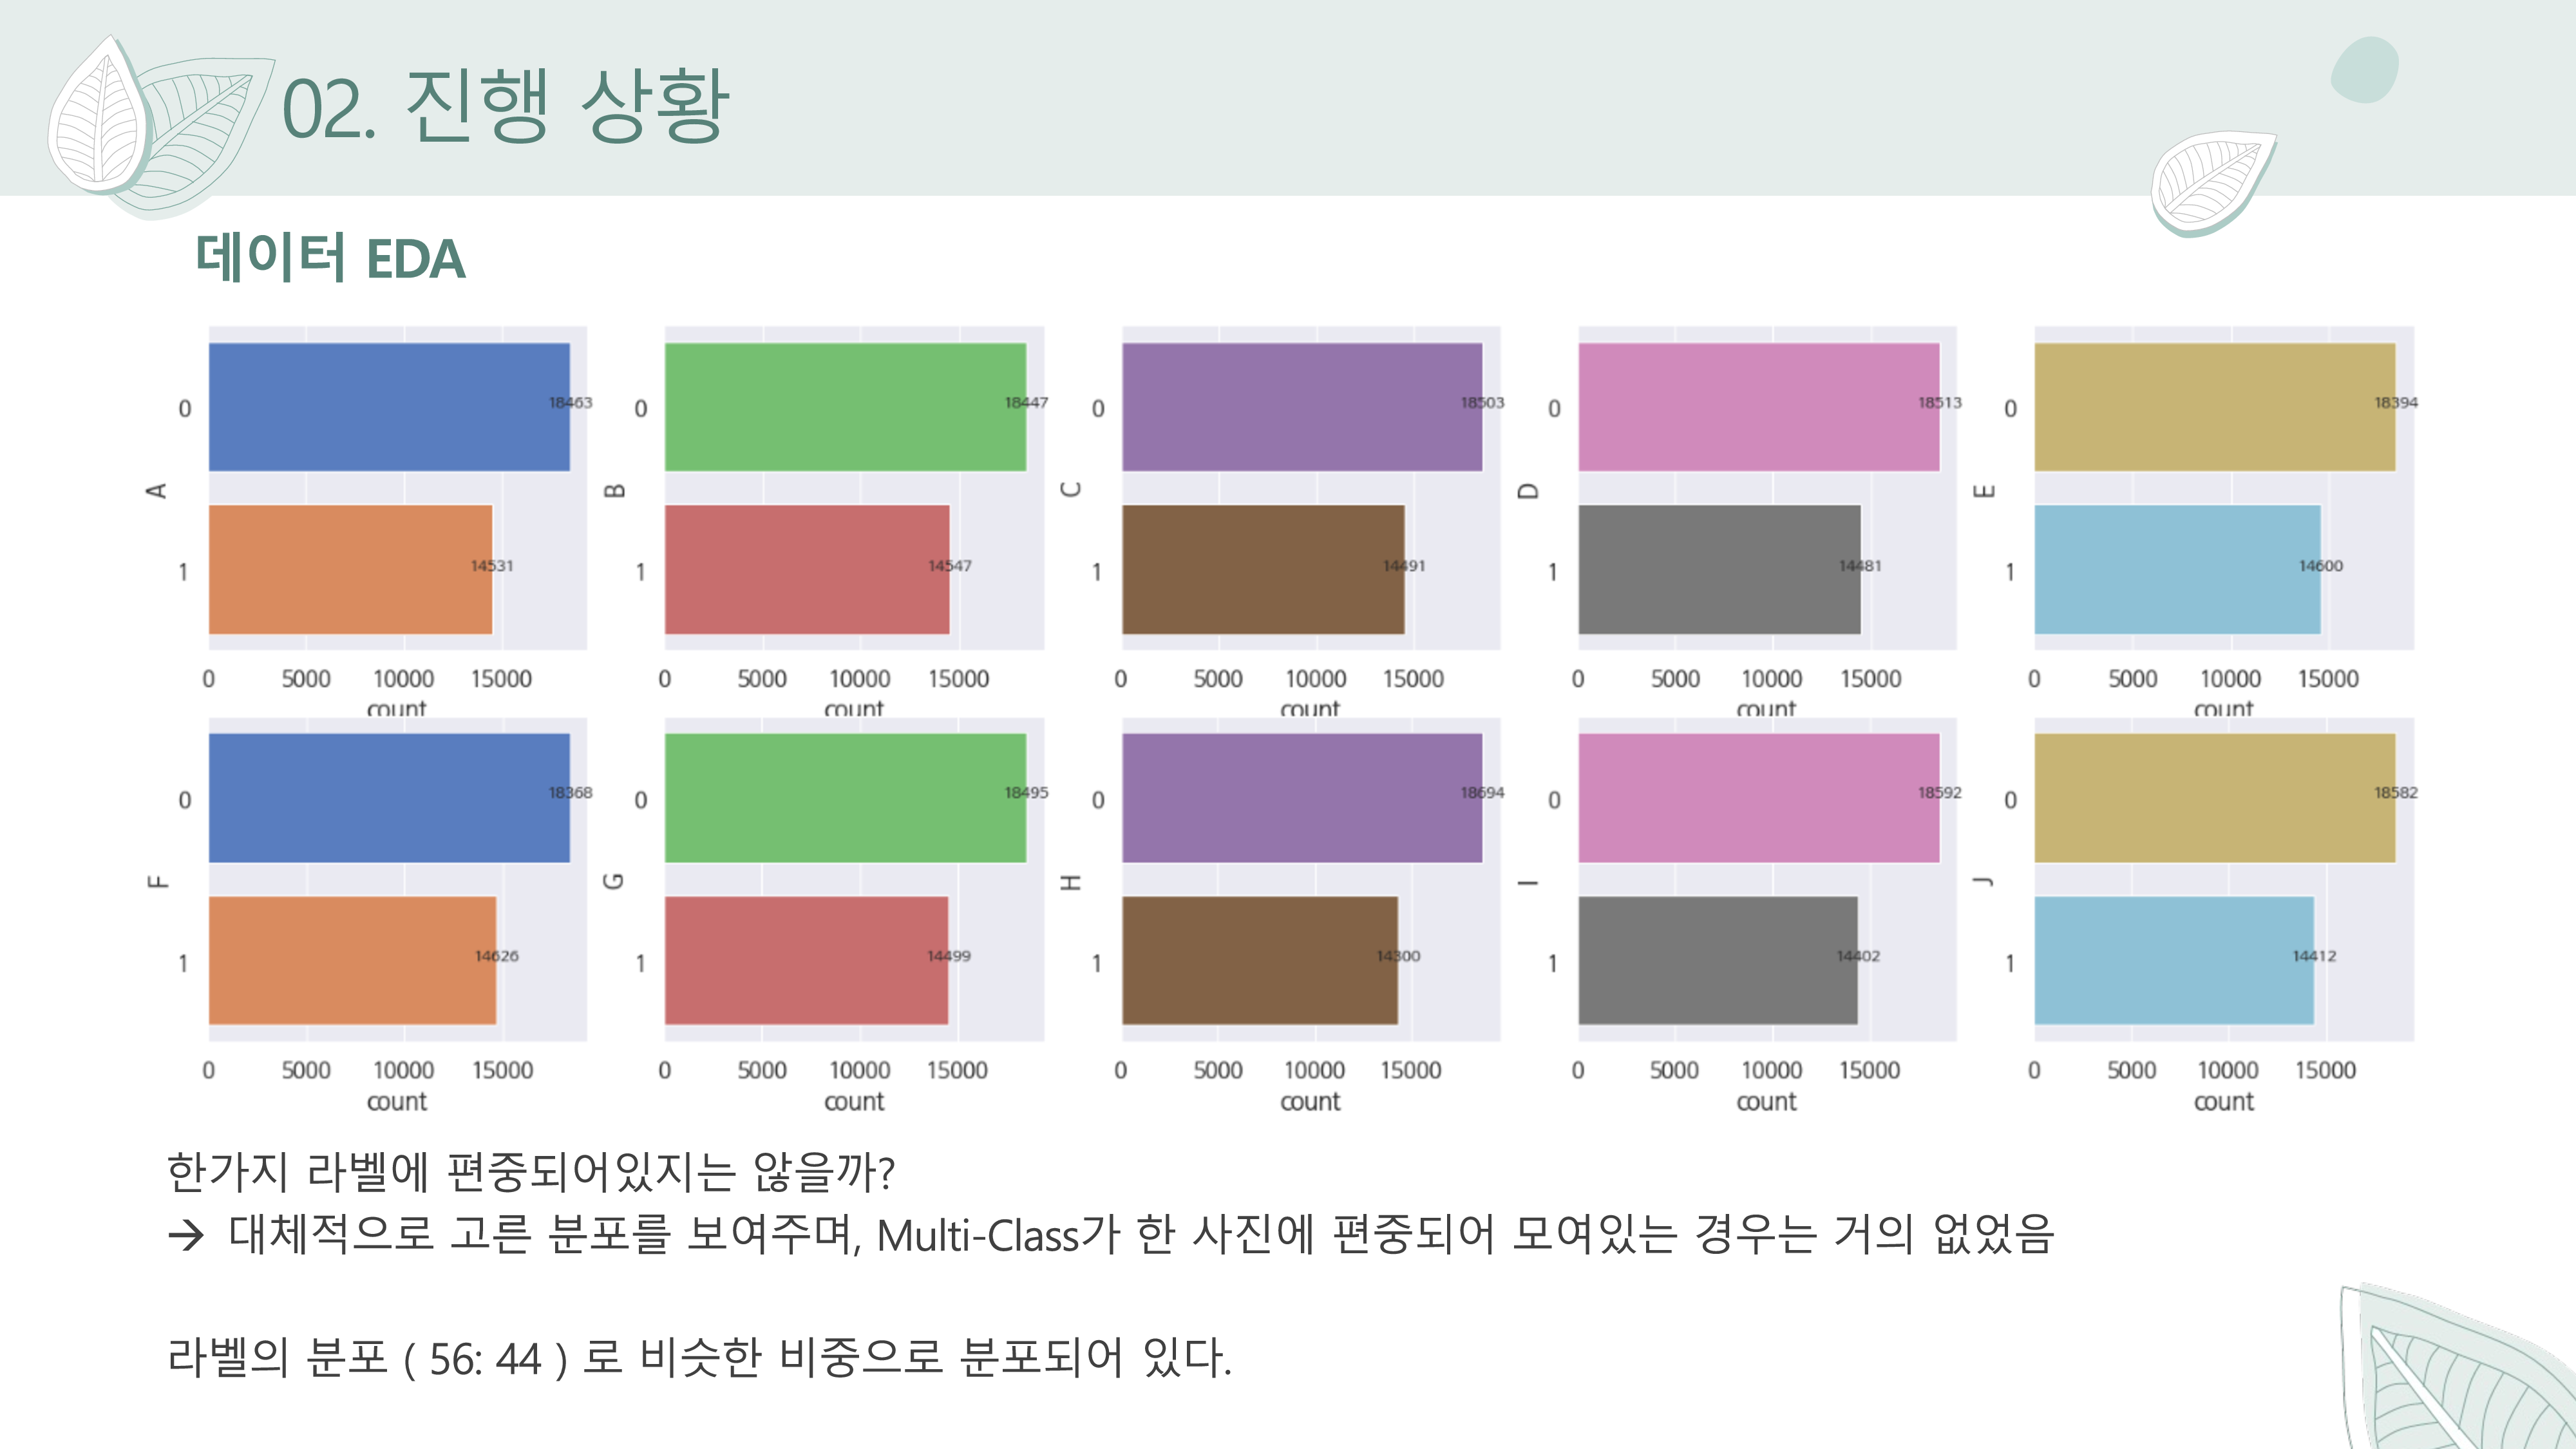 02. 진행 상황
데이터 EDA
A 0 18463 1 14531
0 5000 10000 15000
count
B 0 18447 1 14547
0 5000 10000 15000
count
C 0 18503 1 14491
0 5000 10000 15000
count
D 0 18513 1 14481
0 5000 10000 15000
count
E 0 18394 1 14600
0 5000 10000 15000
count
F 0 18368 1 14626
0 5000 10000 15000
count
G 0 18495 1 14499
0 5000 10000 15000
count
H 0 18694 1 14300
0 5000 10000 15000
count
I 0 18592 1 14402
0 5000 10000 15000
count
J 0 18582 1 14412
0 5000 10000 15000
count
한가지 라벨에 편중되어있지는 않을까?
→ 대체적으로 고른 분포를 보여주며, Multi-Class가 한 사진에 편중되어 모여있는 경우는 거의 없었음
라벨의 분포 ( 56: 44 ) 로 비슷한 비중으로 분포되어 있다.